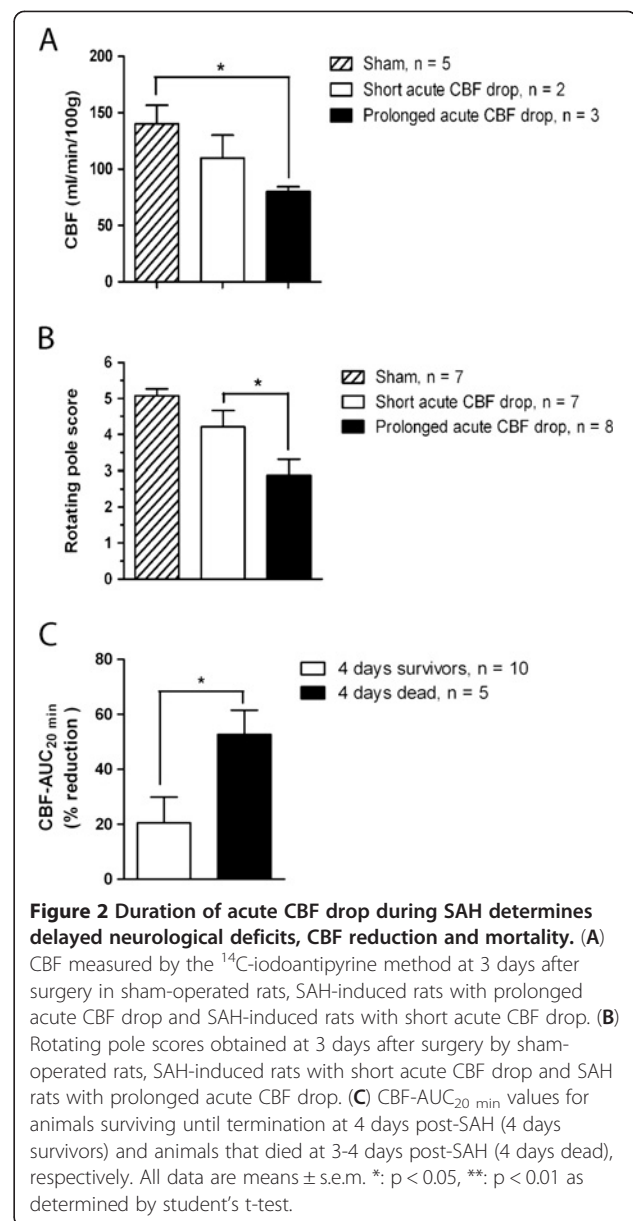 A
CBF (ml/min/100g)
200
150
100
50
0
*
Sham, n = 5
Short acute CBF drop, n = 2
Prolonged acute CBF drop, n = 3
B
Rotating pole score
6
5
4
3
2
1
0
*
Sham, n = 7
Short acute CBF drop, n = 7
Prolonged acute CBF drop, n = 8
C
CBF-AUC20 min
(% reduction )
80
60
40
20
0
*
4 days survivors, n = 10
4 days dead, n = 5
Figure 2 Duration of acute CBF drop during SAH determines
delayed neurological deficits, CBF reduction and mortality. (A)
CBF measured by the 14C-iodoantipyrine method at 3 days after
surgery in sham-operated rats, SAH-induced rats with prolonged
acute CBF drop and SAH-induced rats with short acute CBF drop. (B)
Rotating pole scores obtained at 3 days after surgery by sham-
operated rats, SAH-induced rats with short acute CBF drop and SAH
rats with prolonged acute CBF drop. (C) CBF-AUC20 min values for
animals surviving until termination at 4 days post-SAH (4 days
survivors) and animals that died at 3-4 days post-SAH (4 days dead),
respectively. All data are means ± s.e.m. *: p < 0.05, **: p < 0.01 as
determined by student's t-test.